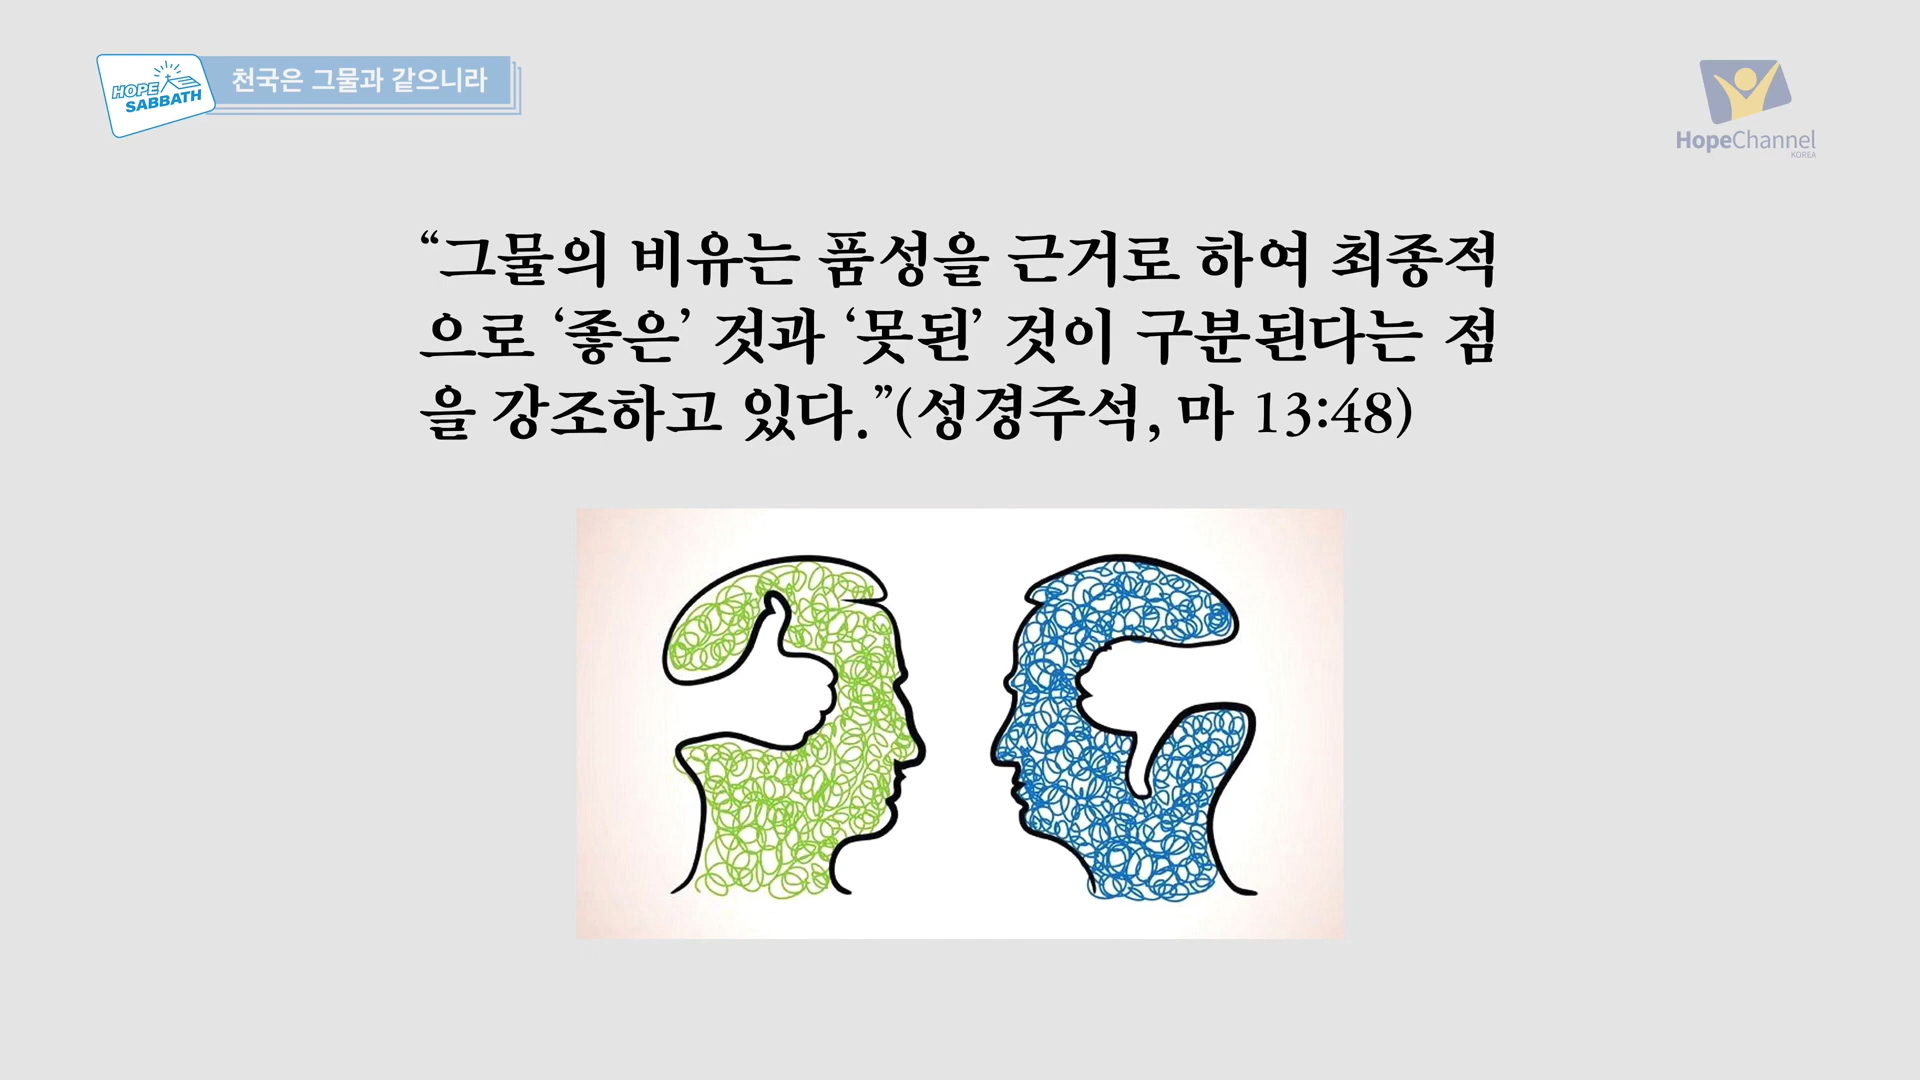 HOPE
SABBATH
천국은 그물과 같으니라
HopeChannel
KOREA
“그물의 비유는 품성을 근거로 하여 최종적
으로 ‘좋은’ 것과 ‘못된’ 것이 구분된다는 점
을 강조하고 있다.”(성경주석, 마 13:48)